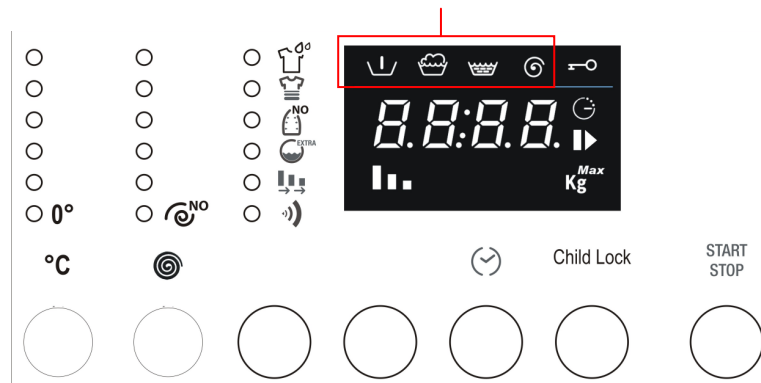 NO
EXTRA
8.8:8.8.
Max
Kg
0°
NO
°C
Child Lock
START
STOP